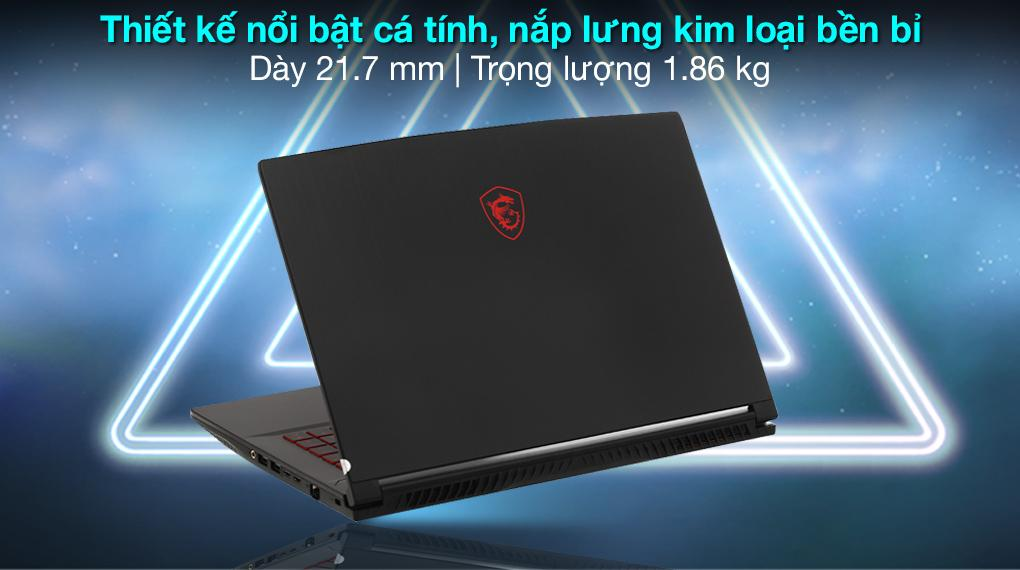 Thiết kế nổi bật cá tính, nắp lưng kim loại bền bỉ
Dày 21.7 mm | Trọng lượng 1.86 kg